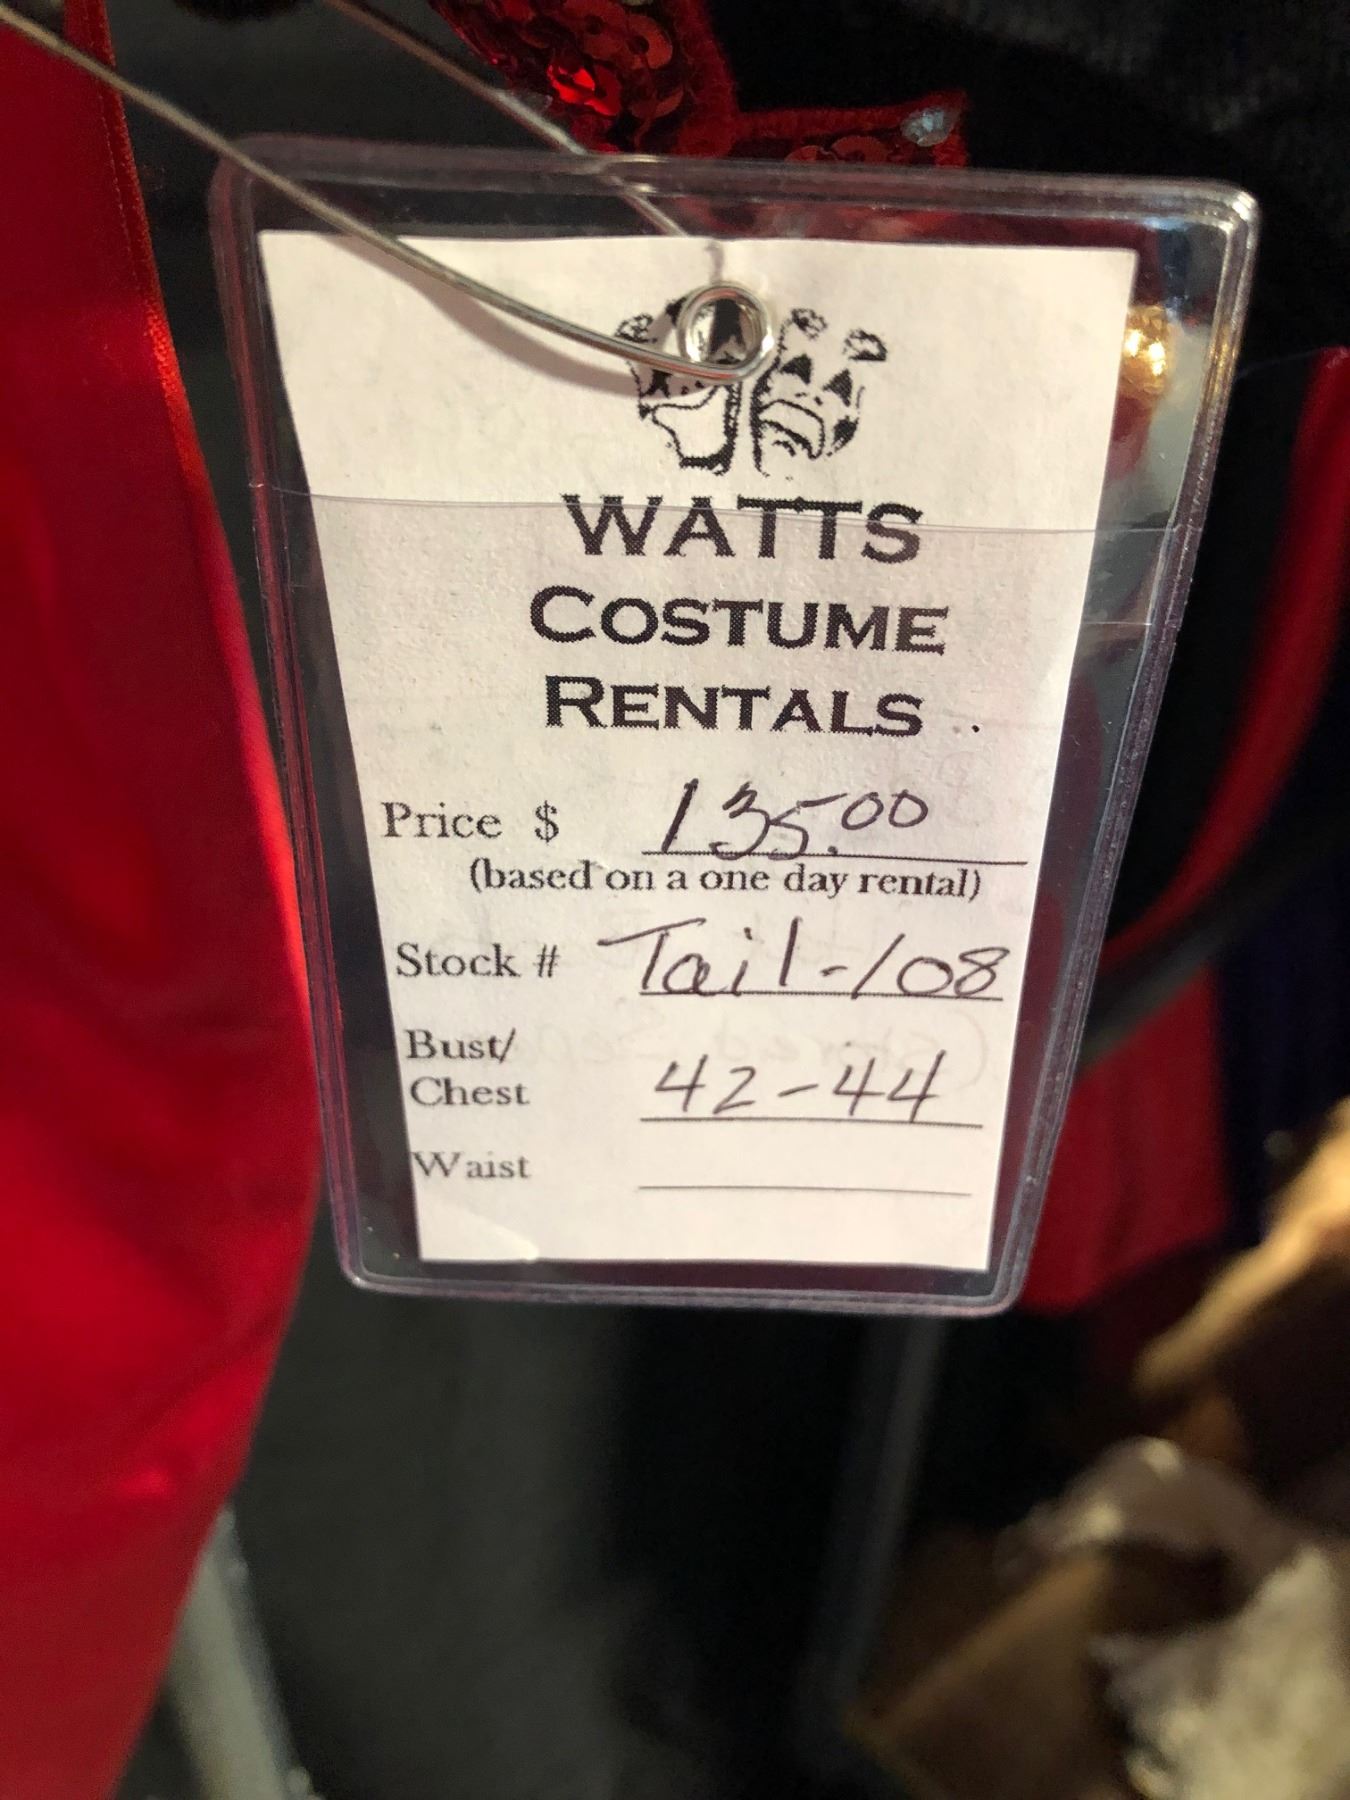 WATTS
COSTUME
RENTALS
Price $ 135.00
(based on a one day rental)
Stock # Tail-108
Bust/
Chest 42-44
Waist